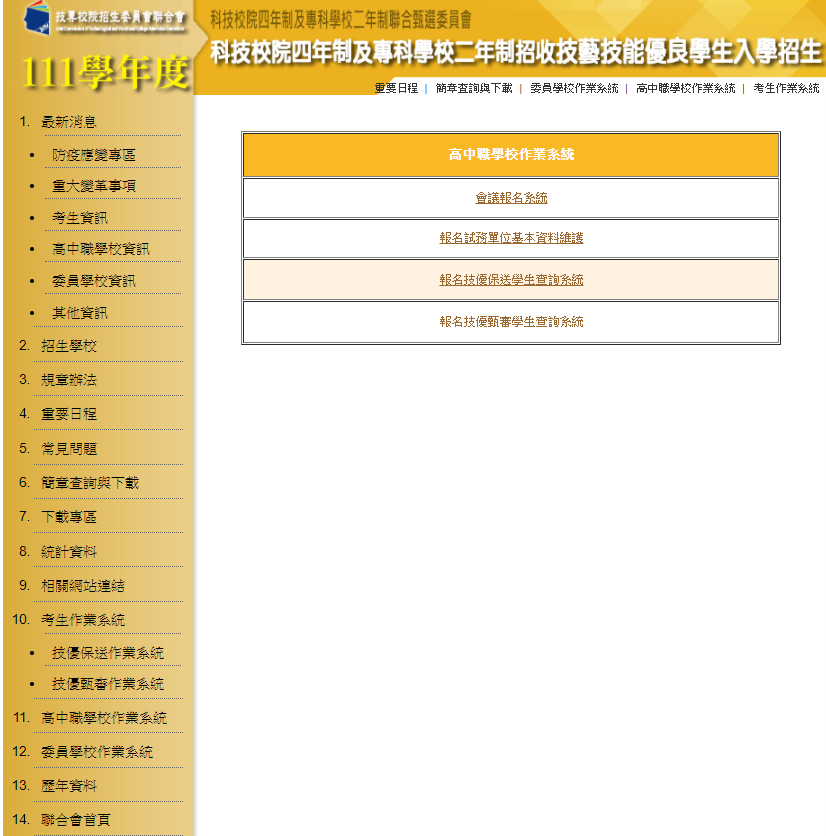 技專校院招生委員會聯合會
111學年度
科技校院四年制及專科學校二年制聯合甄選委員會
科技校院四年制及專科學校二年制招收技藝技能優良學生入學招生
重要日程 | 簡章查詢與下載 | 委員學校作業系統 | 高中職學校作業系統 | 考生作業系統
1. 最新消息
• 防疫應變專區
• 重大變革事項
• 考生資訊
• 高中職學校資訊
• 委員學校資訊
• 其他資訊
2. 招生學校
3. 規章辦法
4. 重要日程
5. 常見問題
6. 簡章查詢與下載
7. 下載專區
8. 統計資料
9. 相關網站連結
10. 考生作業系統
• 技優保送作業系統
• 技優甄審作業系統
11. 高中職學校作業系統
12. 委員學校作業系統
13. 歷年資料
14. 聯合會首頁
高中職學校作業系統
會議報名系統
報名試務單位基本資料維護
報名技優保送學生查詢系統
報名技優甄審學生查詢系統